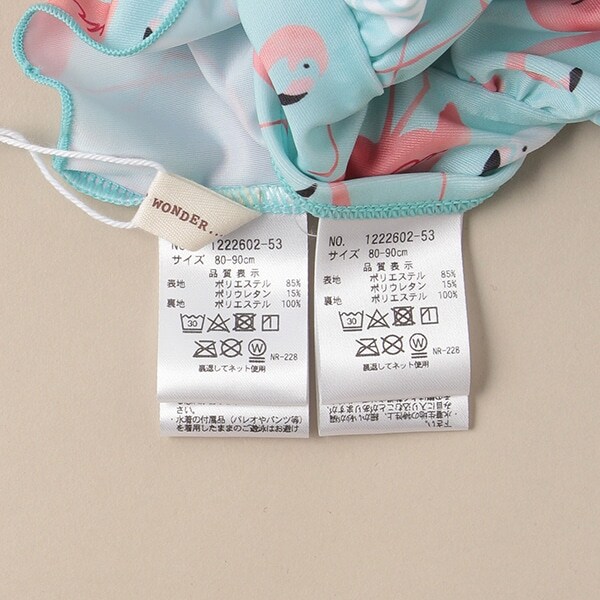 WONDER...
NO. 1222602-53
サイズ 80-90cm
品質表示
表地 ポリエステル 85%
ポリウレタン 15%
裏地 ポリエステル 100%
30
NR-228
裏返してネット使用
さい。
・水着の付属品（パレオやパンツ等）
を着用したままのご遊泳はお避け
NO. 1222602-53
サイズ 80-90cm
品質表示
表地 ポリエステル 85%
ポリウレタン 15%
裏地 ポリエステル 100%
30
W
NR-228
裏返してネット使用